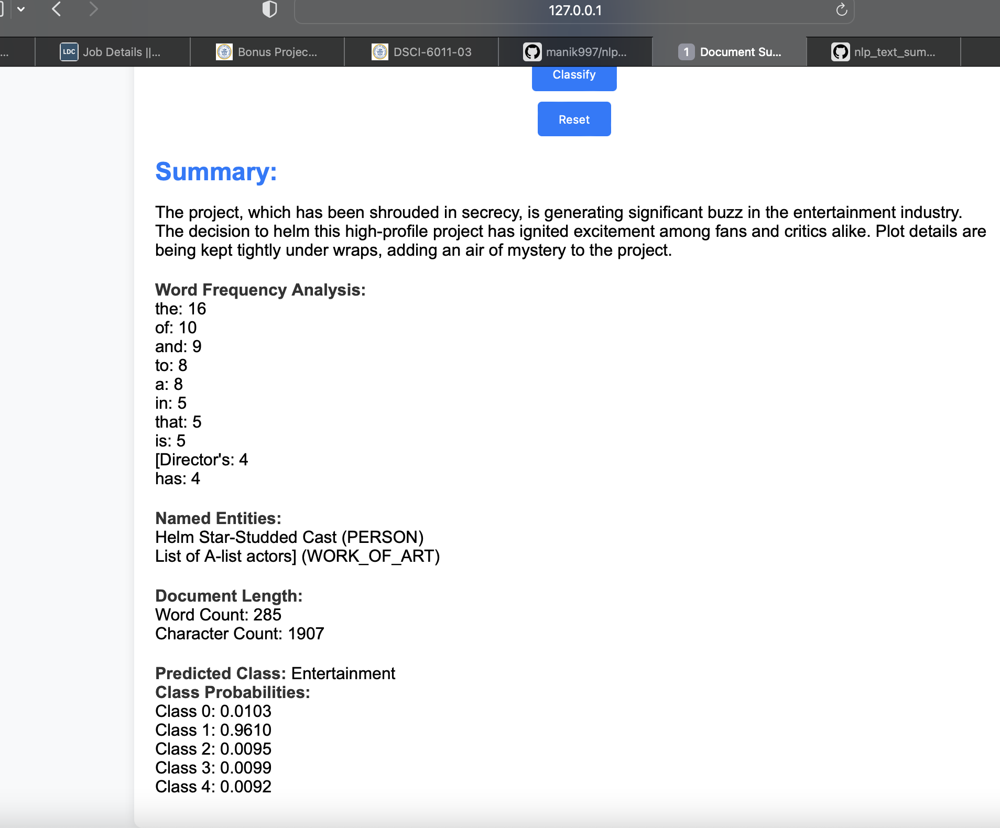 127.0.0.1
...
LDC Job Details ||...
Bonus Projec...
DSCI-6011-03
manik997/nlp...
1 Document Su...
nlp_text_sum...
Classify
Reset
Summary:
The project, which has been shrouded in secrecy, is generating significant buzz in the entertainment industry.
The decision to helm this high-profile project has ignited excitement among fans and critics alike. Plot details are
being kept tightly under wraps, adding an air of mystery to the project.
Word Frequency Analysis:
the: 16
of: 10
and: 9
to: 8
a: 8
in: 5
that: 5
is: 5
[Director's: 4
has: 4
Named Entities:
Helm Star-Studded Cast (PERSON)
List of A-list actors] (WORK_OF_ART)
Document Length:
Word Count: 285
Character Count: 1907
Predicted Class: Entertainment
Class Probabilities:
Class 0: 0.0103
Class 1: 0.9610
Class 2: 0.0095
Class 3: 0.0099
Class 4: 0.0092